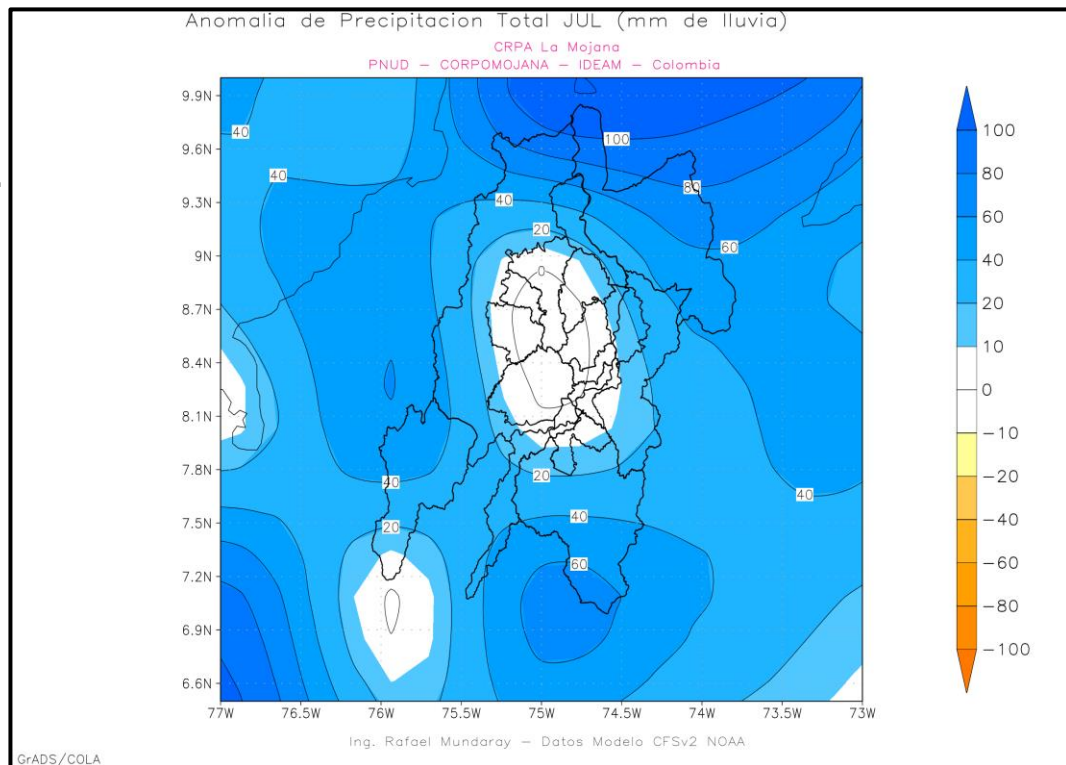 Anomalia de Precipitacion Total JUL (mm de lluvia)
CRPA La Mojana
PNUD – CORPOMOJANA – IDEAM – Colombia
9.9N
9.6N
9.3N
9N
8.7N
8.4N
8.1N
7.8N
7.5N
7.2N
6.9N
6.6N
40
100
40
80
40
20
60
0
40
20
40
20
40
60
77W 76.5W 76W 75.5W 75W 74.5W 74W 73.5W 73W
100
80
60
40
20
10
0
−10
−20
−40
−60
−80
−100
Ing. Rafael Mundaray – Datos Modelo CFSv2 NOAA
GrADS/COLA